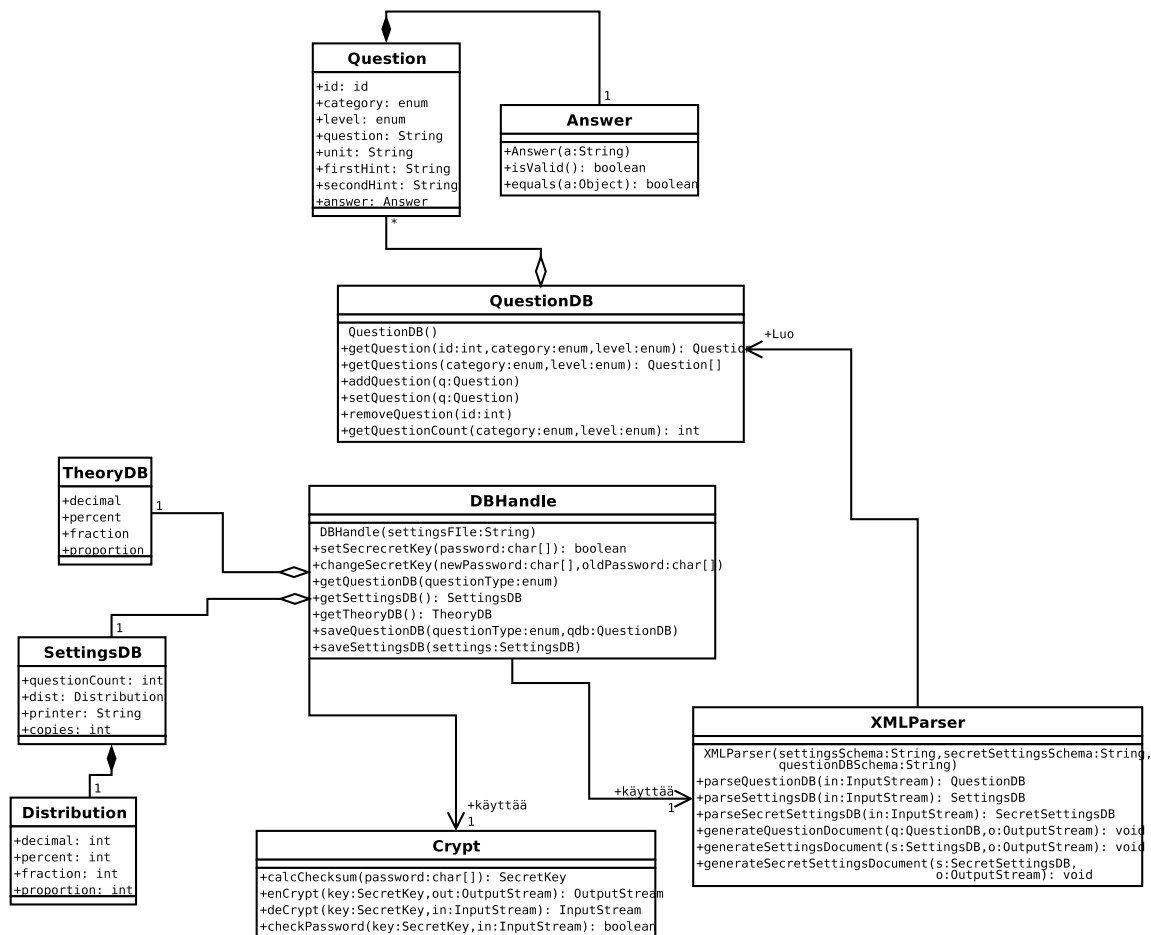 Question
+id: id
+category: enum
+level: enum
+question: String
+unit: String
+firstHint: String
+secondHint: String
+answer: Answer
1
Answer
+Answer(a:String)
+isValid(): boolean
+equals(a:Object): boolean
*
QuestionDB
QuestionDB()
+getQuestion(id:int,category:enum,level:enum): Question
+getQuestions(category:enum,level:enum): Question[]
+addQuestion(q:Question)
+setQuestion(q:Question)
+removeQuestion(id:int)
+getQuestionCount(category:enum,level:enum): int
+Luo
TheoryDB
+decimal
+percent
+fraction
+proportion
1
DBHandle
DBHandle(settingsFIle:String)
+setSecrecretKey(password:char[]): boolean
+changeSecretKey(newPassword:char[],oldPassword:char[])
+getQuestionDB(questionType:enum)
+getSettingsDB(): SettingsDB
+getTheoryDB(): TheoryDB
+saveQuestionDB(questionType:enum,qdb:QuestionDB)
+saveSettingsDB(settings:SettingsDB)
1
SettingsDB
+questionCount: int
+dist: Distribution
+printer: String
+copies: int
1
Distribution
+decimal: int
+percent: int
+fraction: int
+proportion: int
+käyttää
1
Crypt
+calcChecksum(password:char[]): SecretKey
+enCrypt(key:SecretKey,out:OutputStream): OutputStream
+deCrypt(key:SecretKey,in:InputStream): InputStream
+checkPassword(key:SecretKey,in:InputStream): boolean
+käyttää
1
XMLParser
XMLParser(settingsSchema:String,secretSettingsSchema:String,
questionDBSchema:String)
+parseQuestionDB(in:InputStream): QuestionDB
+parseSettingsDB(in:InputStream): SettingsDB
+parseSecretSettingsDB(in:InputStream): SecretSettingsDB
+generateQuestionDocument(q:QuestionDB,o:OutputStream): void
+generateSettingsDocument(s:SettingsDB,o:OutputStream): void
+generateSecretSettingsDocument(s:SecretSettingsDB,
o:OutputStream): void